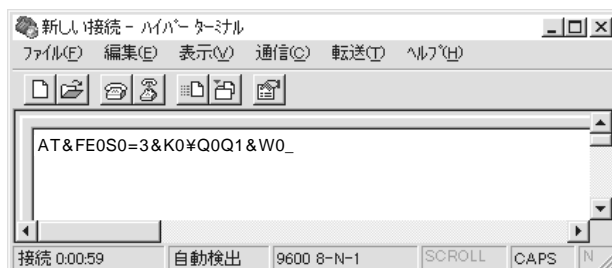 新しい接続 - ハイパー ターミナル
ファイル(F) 編集(E) 表示(V) 通信(C) 転送(T) ヘルプ(H)
AT&FE0S0=3&K0¥Q0Q1&W0_
接続 0:00:59 自動検出 9600 8-N-1 SCROLL CAPS N